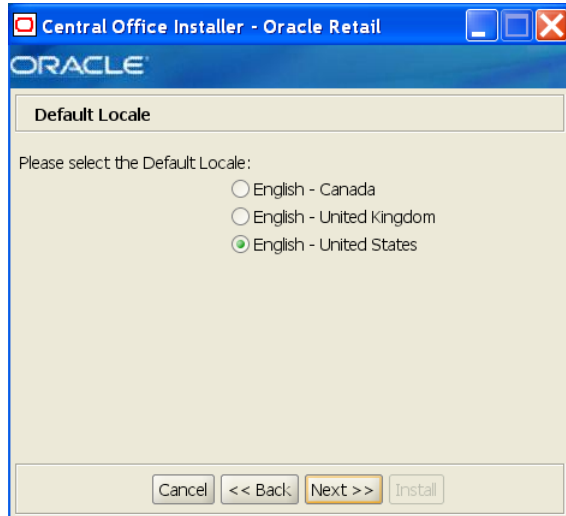 Central Office Installer - Oracle Retail
ORACLE
Default Locale
Please select the Default Locale:
English - Canada
English - United Kingdom
English - United States
Cancel << Back Next >> Install